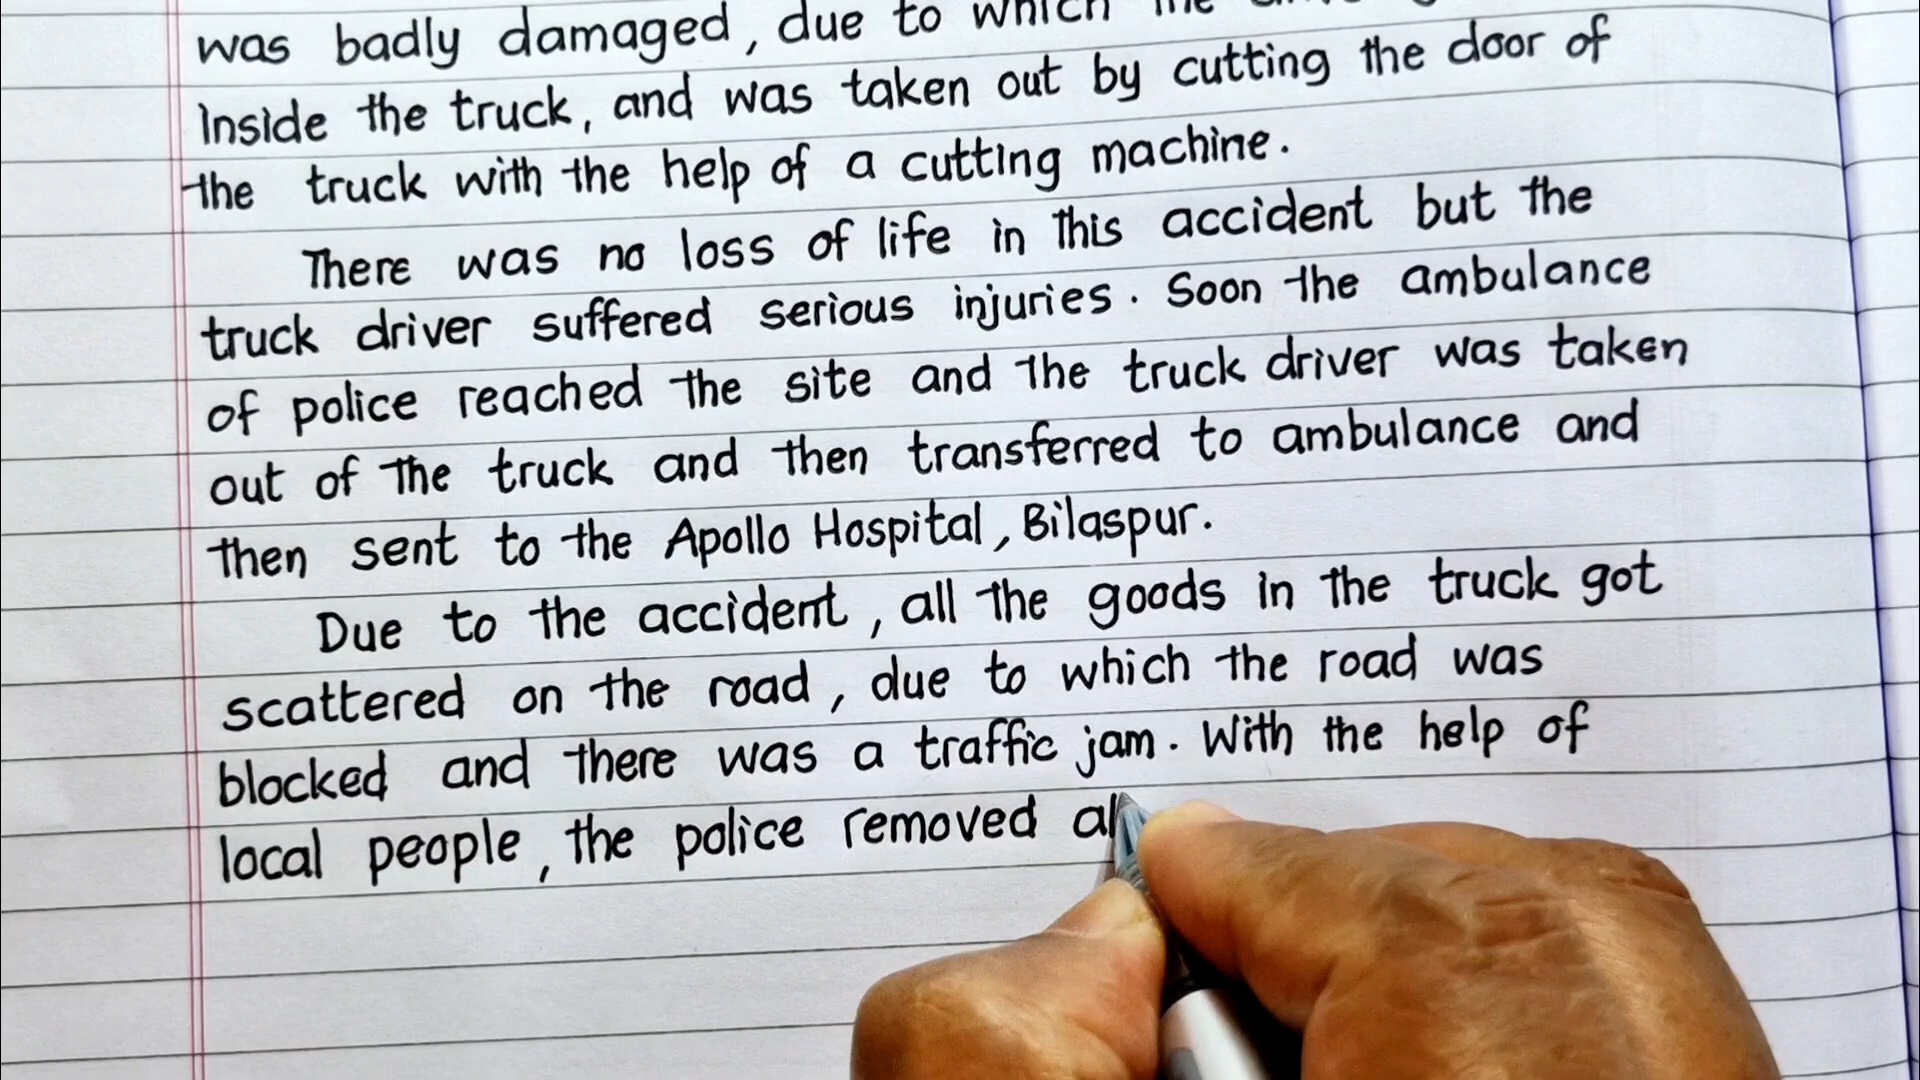 was badly damaged, due to which the
inside the truck, and was taken out by cutting the door of
the truck with the help of a cutting machine.
There was no loss of life in this accident but the
truck driver suffered serious injuries. Soon the ambulance
of police reached the site and the truck driver was taken
out of the truck and then transferred to ambulance and
then sent to the Apollo Hospital, Bilaspur.
Due to the accident, all the goods in the truck got
scattered on the road, due to which the road was
blocked and there was a traffic jam. With the help of
local people, the police removed al